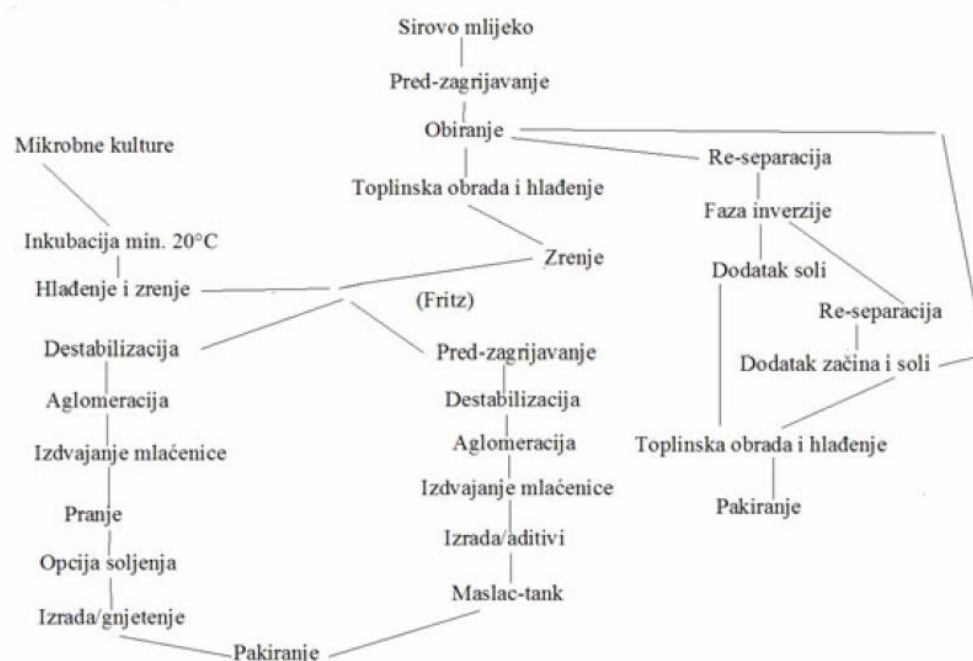 Sirovo mlijeko
Pred-zagrijavanje
Obiranje
Mikrobne kulture
Re-separacija
Toplinska obrada i hlađenje
Faza inverzije
Inkubacija min. 20°C
Zrenje
Dodatak soli
Hlađenje i zrenje
(Fritz)
Re-separacija
Destabilizacija
Pred-zagrijavanje
Dodatak začina i soli
Aglomeracija
Destabilizacija
Izdvajanje mlaćenice
Aglomeracija
Toplinska obrada i hlađenje
Izdvajanje mlaćenice
Pranje
Pakiranje
Izrada/aditivi
Opcija soljenja
Maslac-tank
Izrada/gnjetenje
Pakiranje